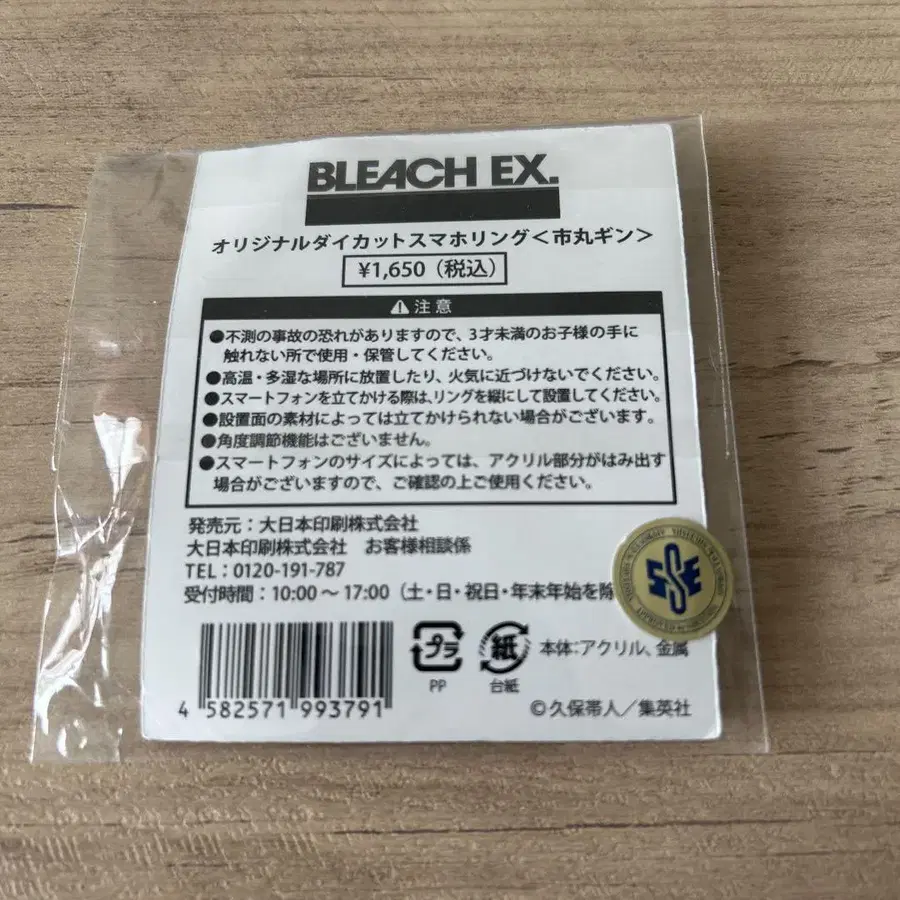 BLEACH EX.
オリジナルダイカットスマホリング＜市丸ギン＞
¥1,650（税込）
注意
●不測の事故の恐れがありますので、3才未満のお子様の手に
触れない所で使用・保管してください。
●高温・多湿な場所に放置したり、火気に近づけないでください。
●スマートフォンを立てかける際は、リングを縦にして設置してください。
●設置面の素材によっては立てかけられない場合がございます。
●角度調節機能はございません。
●スマートフォンのサイズによっては、アクリル部分がはみ出す
場合がございますので、ご確認の上ご使用ください。
発売元：大日本印刷株式会社
大日本印刷株式会社　お客様相談係
TEL：0120-191-787
受付時間：10:00～17:00（土・日・祝日・年末年始を除
プラ
PP
紙
台紙
本体：アクリル、金属
4 582571 993791
©久保帯人／集英社